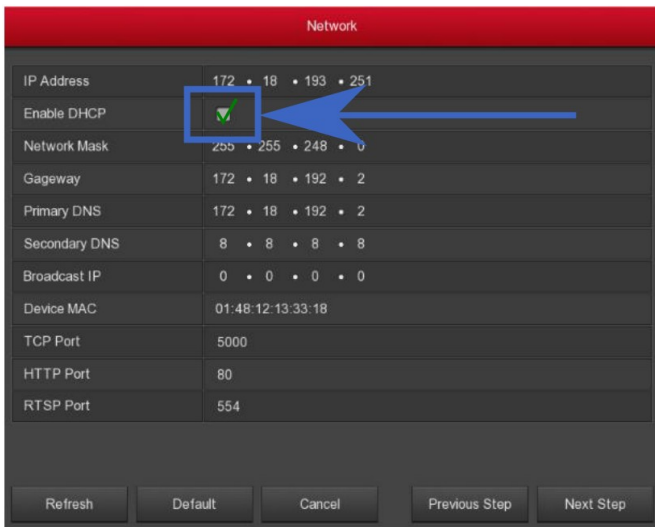 Network
IP Address 172 • 18 • 193 • 251
Enable DHCP
Network Mask 255 • 255 • 248 • 0
Gageway 172 • 18 • 192 • 2
Primary DNS 172 • 18 • 192 • 2
Secondary DNS 8 • 8 • 8 • 8
Broadcast IP 0 • 0 • 0 • 0
Device MAC 01:48:12:13:33:18
TCP Port 5000
HTTP Port 80
RTSP Port 554
Refresh Default Cancel Previous Step Next Step